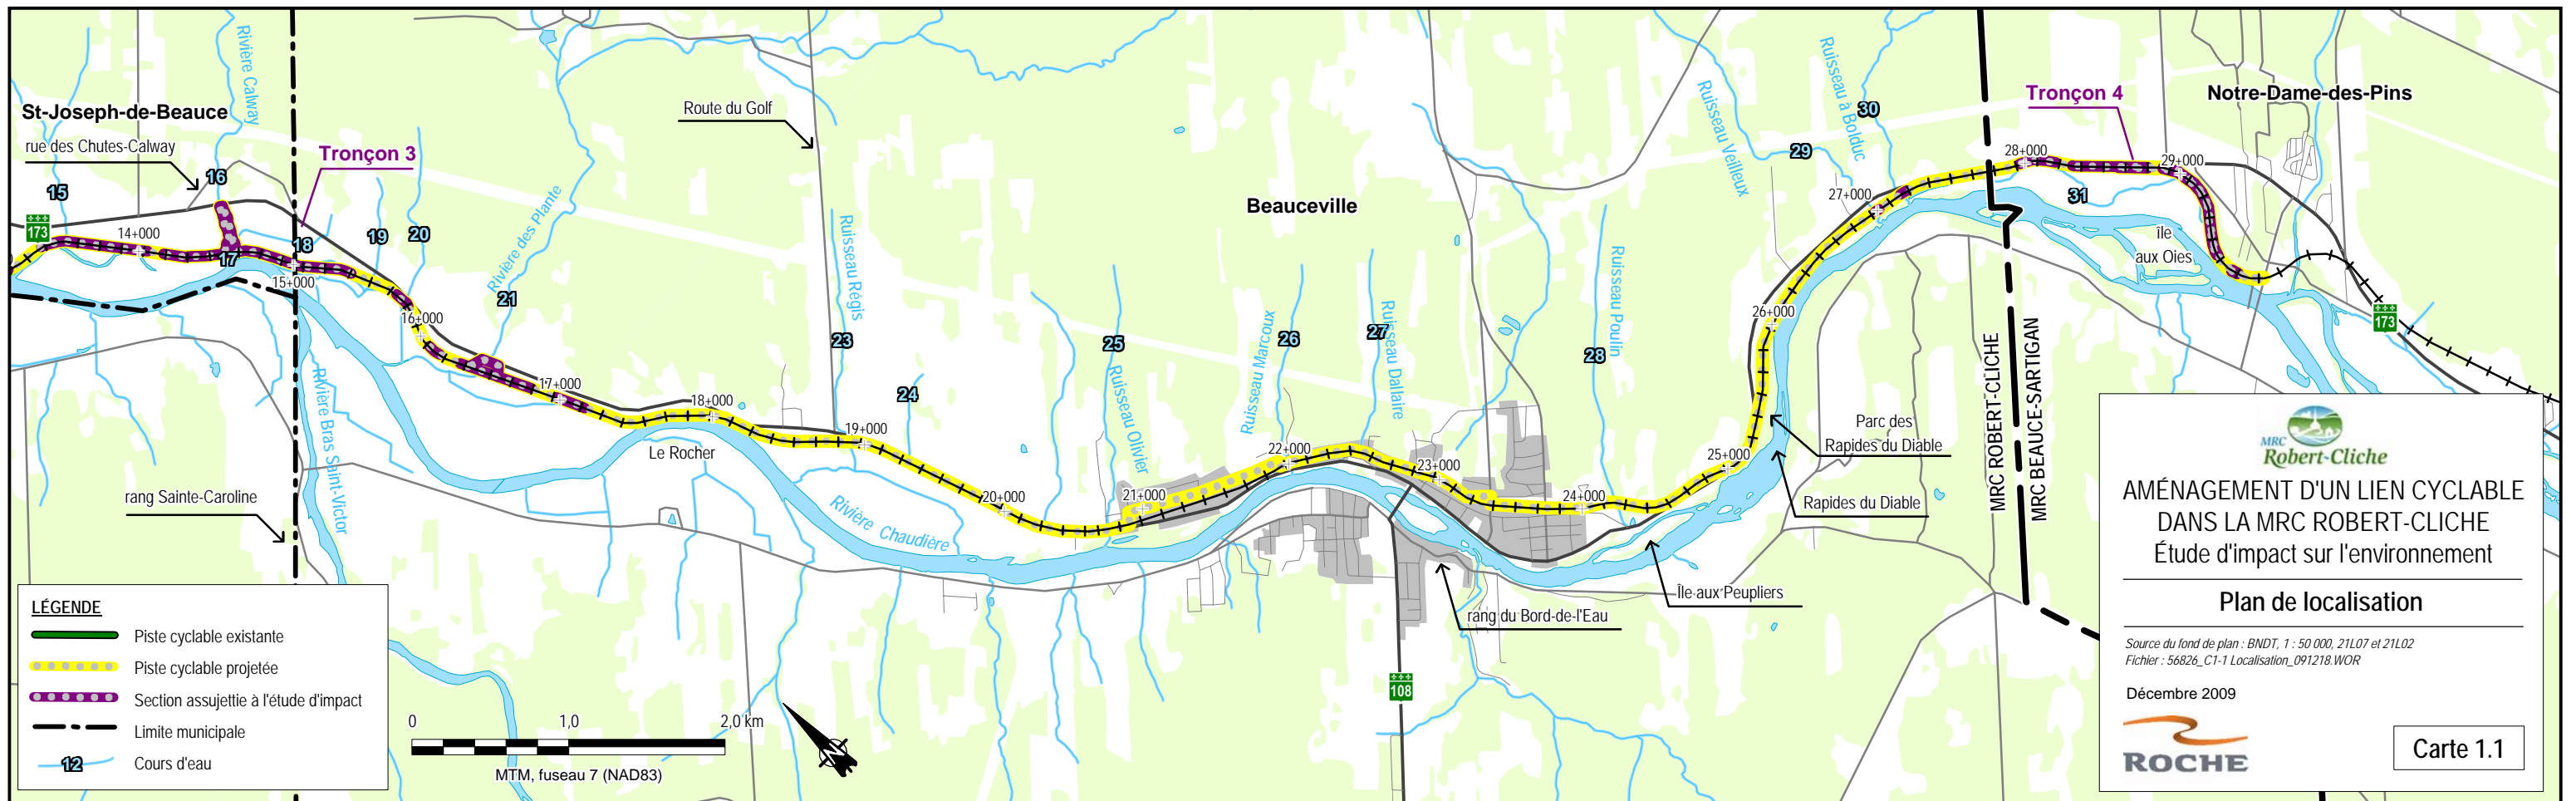 St-Joseph-de-Beauce
rue des Chutes-Calway
Rivière Calway
Tronçon 3
Route du Golf
Beauceville
Ruisseau Veilleux
Ruisseau à Bolduc
Tronçon 4
Notre-Dame-des-Pins
15
16
17
18
19
20
21
23
24
25
26
27
28
29
30
31
173
14+000
15+000
16+000
17+000
18+000
19+000
20+000
21+000
22+000
23+000
24+000
25+000
26+000
27+000
28+000
29+000
Rivière des Plante
Ruisseau Régis
Ruisseau Olivier
Ruisseau Marcoux
Ruisseau Dallaire
Ruisseau Poulin
Île
aux Oies
173
MRC ROBERT-CLICHE
MRC BEAUCE-SARTIGAN
Parc des
Rapides du Diable
Rapides du Diable
Île aux Peupliers
rang du Bord-de-l'Eau
108
Le Rocher
Rivière Chaudière
Rivière Bras Saint-Victor
rang Sainte-Caroline
LÉGENDE
Piste cyclable existante
Piste cyclable projetée
Section assujettie à l'étude d'impact
Limite municipale
12 Cours d'eau
0 1,0 2,0 km
MTM, fuseau 7 (NAD83)
MRC
Robert-Cliche
AMÉNAGEMENT D'UN LIEN CYCLABLE
DANS LA MRC ROBERT-CLICHE
Étude d'impact sur l'environnement
Plan de localisation
Source du fond de plan : BNDT, 1 : 50 000, 21L07 et 21L02
Fichier : 56826_C1-1 Localisation_091218.WOR
Décembre 2009
ROCHE
Carte 1.1